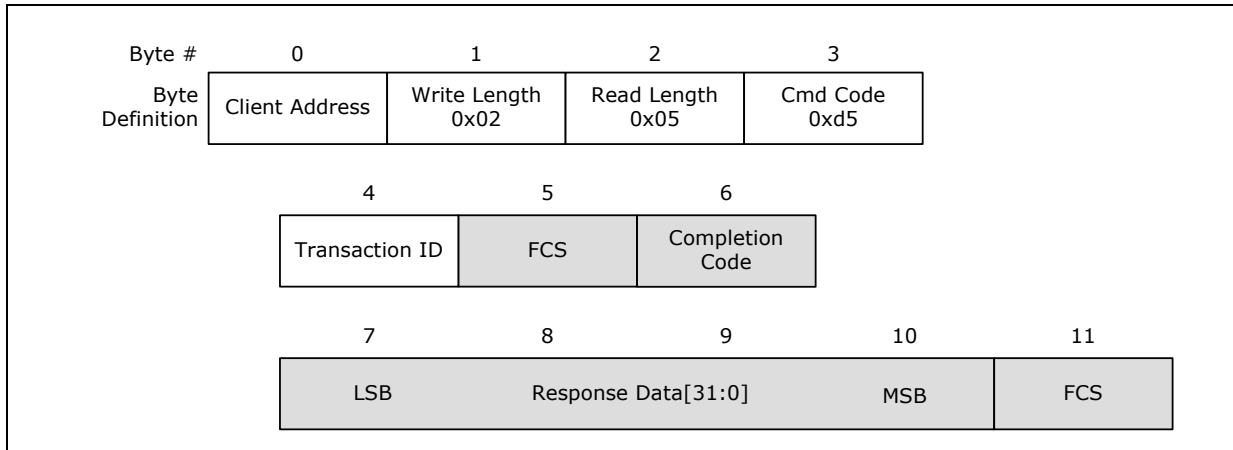 Byte # 0 1 2 3
Byte Definition Client Address Write Length 0x02 Read Length 0x05 Cmd Code 0xd5
4 5 6
Transaction ID FCS Completion Code
7 8 9 10 11
LSB Response Data[31:0] MSB FCS